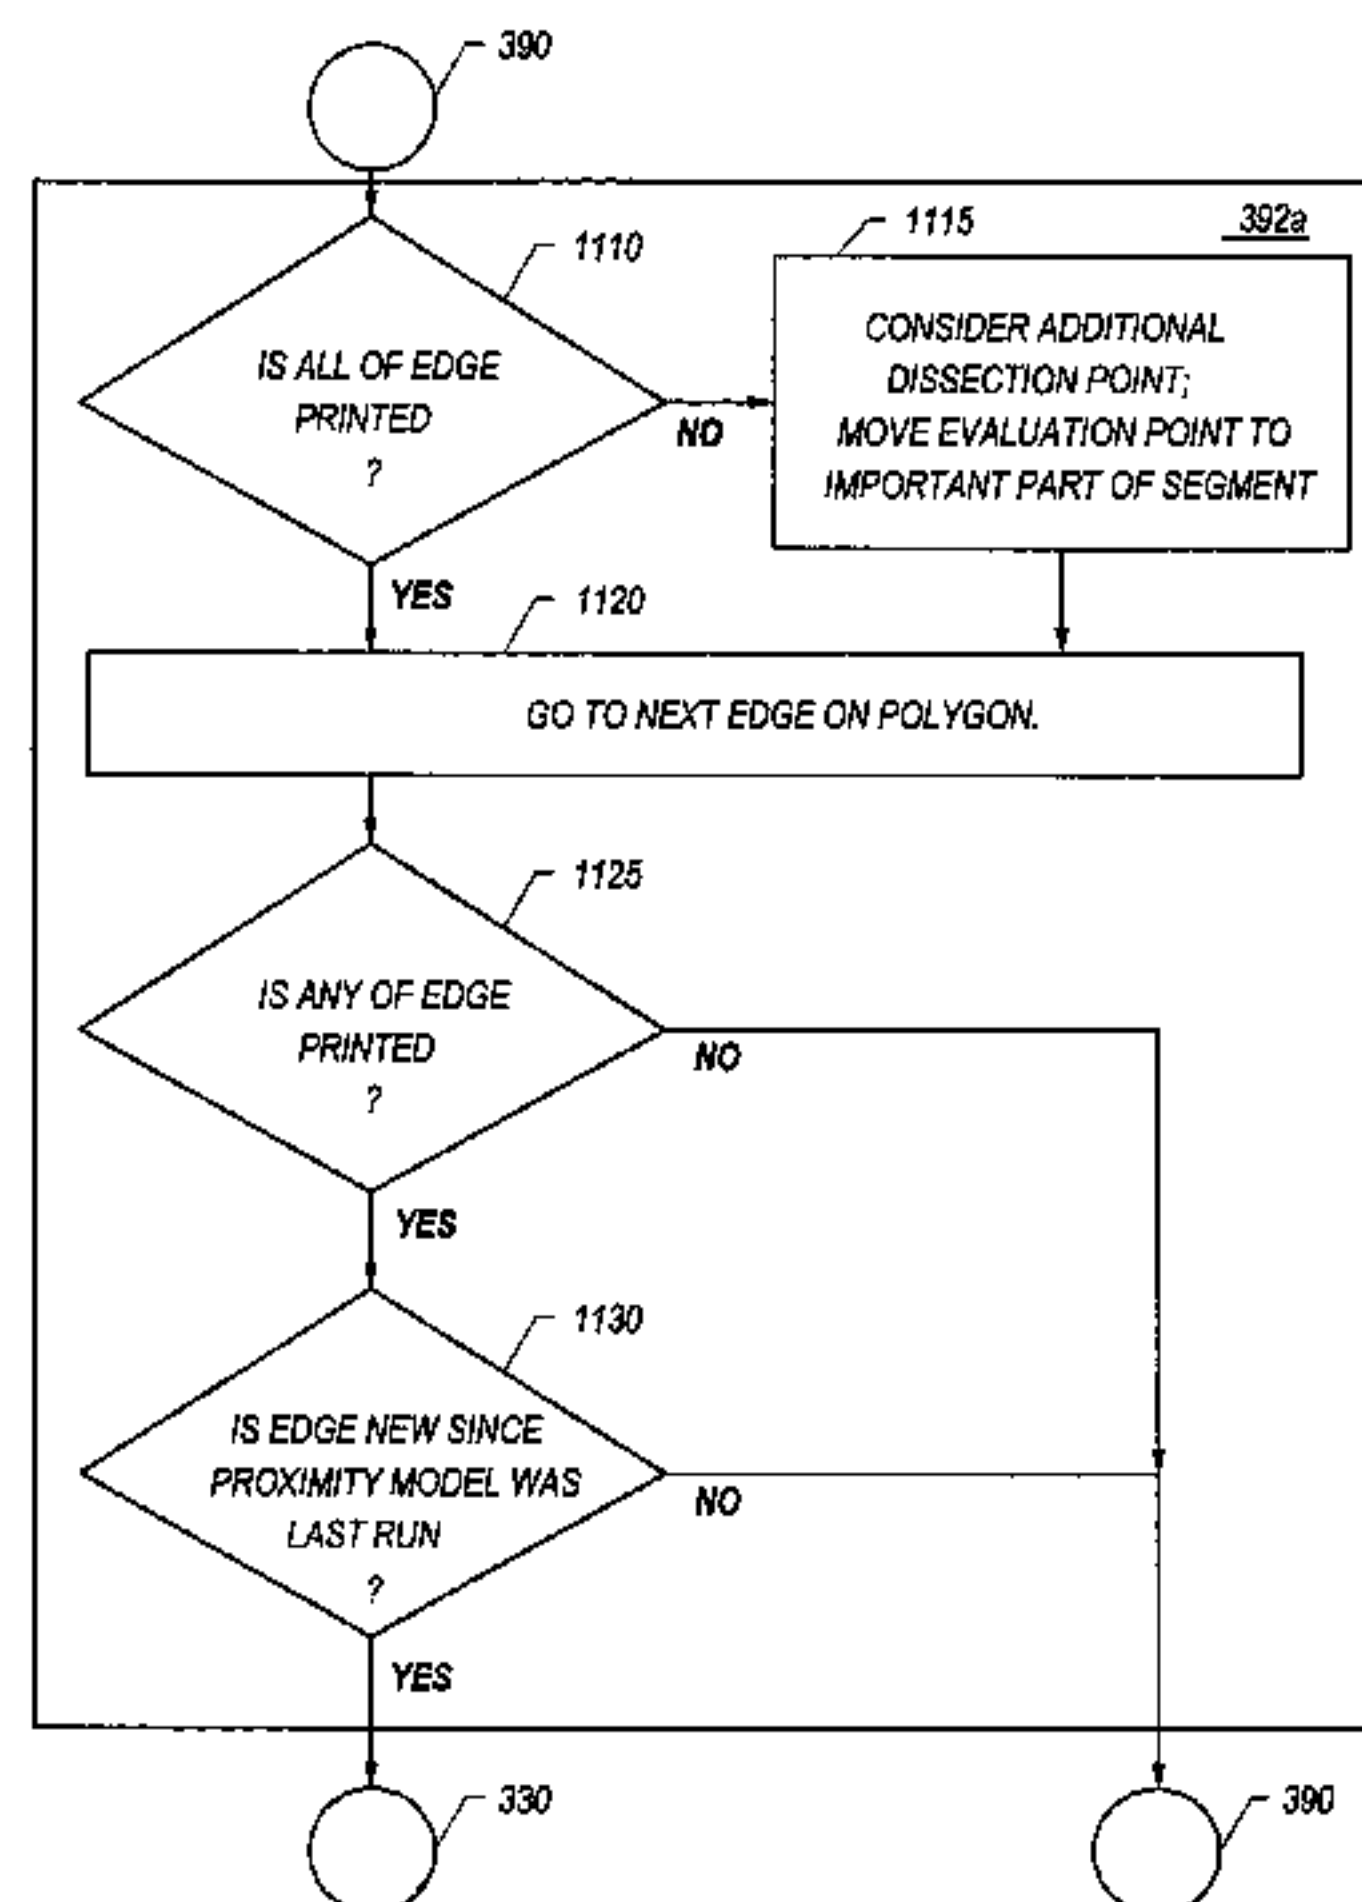 390
392a
1110
1115
IS ALL OF EDGE
PRINTED
?
NO
CONSIDER ADDITIONAL
DISSECTION POINT;
MOVE EVALUATION POINT TO
IMPORTANT PART OF SEGMENT
YES
1120
GO TO NEXT EDGE ON POLYGON.
1125
IS ANY OF EDGE
PRINTED
?
NO
YES
1130
IS EDGE NEW SINCE
PROXIMITY MODEL WAS
LAST RUN
?
NO
YES
330
390